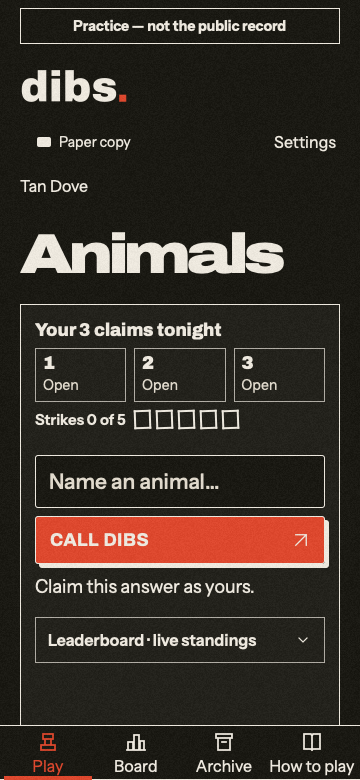 Practice — not the public record
dibs.
Paper copy
Settings
Tan Dove
Animals
Your 3 claims tonight
1
Open
2
Open
3
Open
Strikes 0 of 5
Name an animal...
CALL DIBS
Claim this answer as yours.
Leaderboard · live standings
Play
Board
Archive
How to play